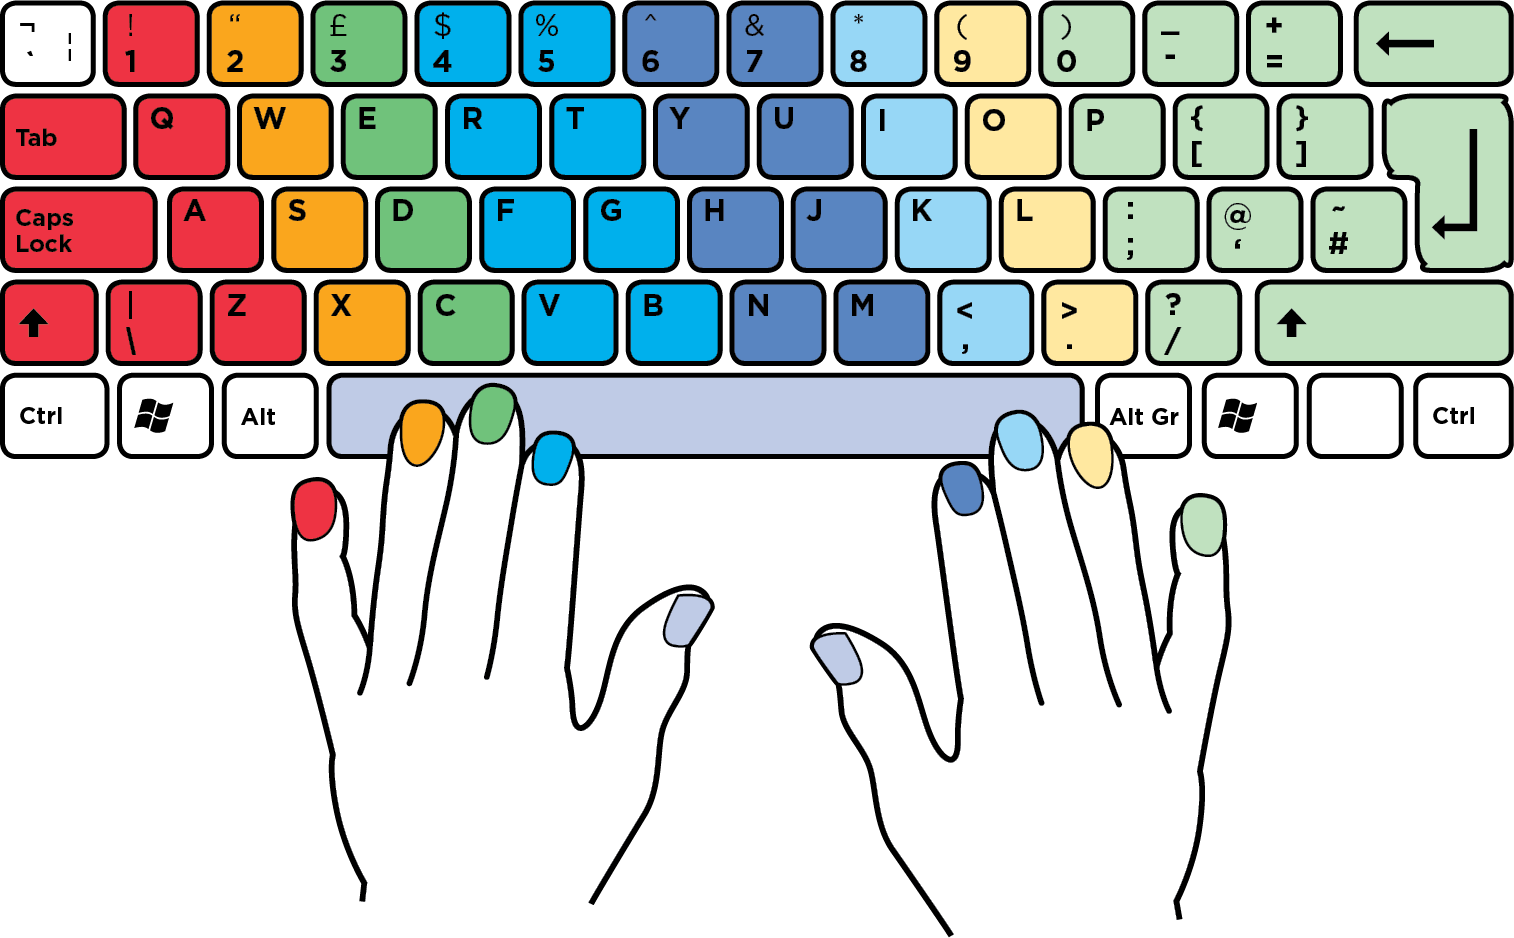 ¬ ` ¦ ! 1 “ 2 £ 3 $ 4 % 5 ^ 6 & 7 * 8 ( 9 ) 0 _ - + =
Tab Q W E R T Y U I O P { [ } ]
Caps Lock A S D F G H J K L : ; @ ‘ ~ #
| \ Z X C V B N M < , > . ? /
Ctrl Alt Alt Gr Ctrl